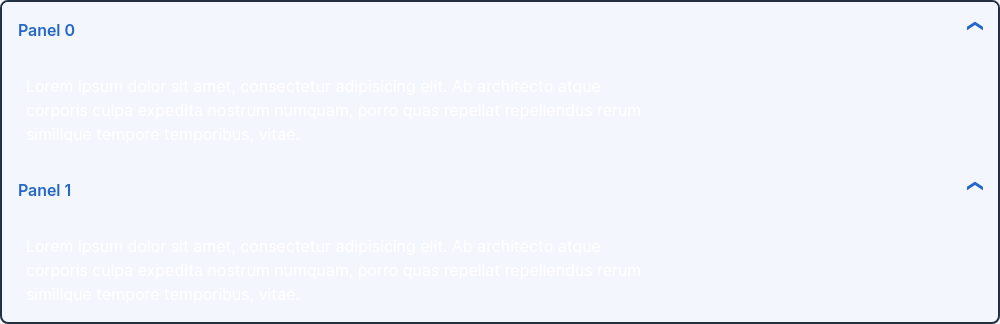 Panel 0
Lorem ipsum dolor sit amet, consectetur adipisicing elit. Ab architecto atque
corporis culpa expedita nostrum numquam, porro quas repellat repellendus rerum
similique tempore temporibus, vitae.
Panel 1
Lorem ipsum dolor sit amet, consectetur adipisicing elit. Ab architecto atque
corporis culpa expedita nostrum numquam, porro quas repellat repellendus rerum
similique tempore temporibus, vitae.